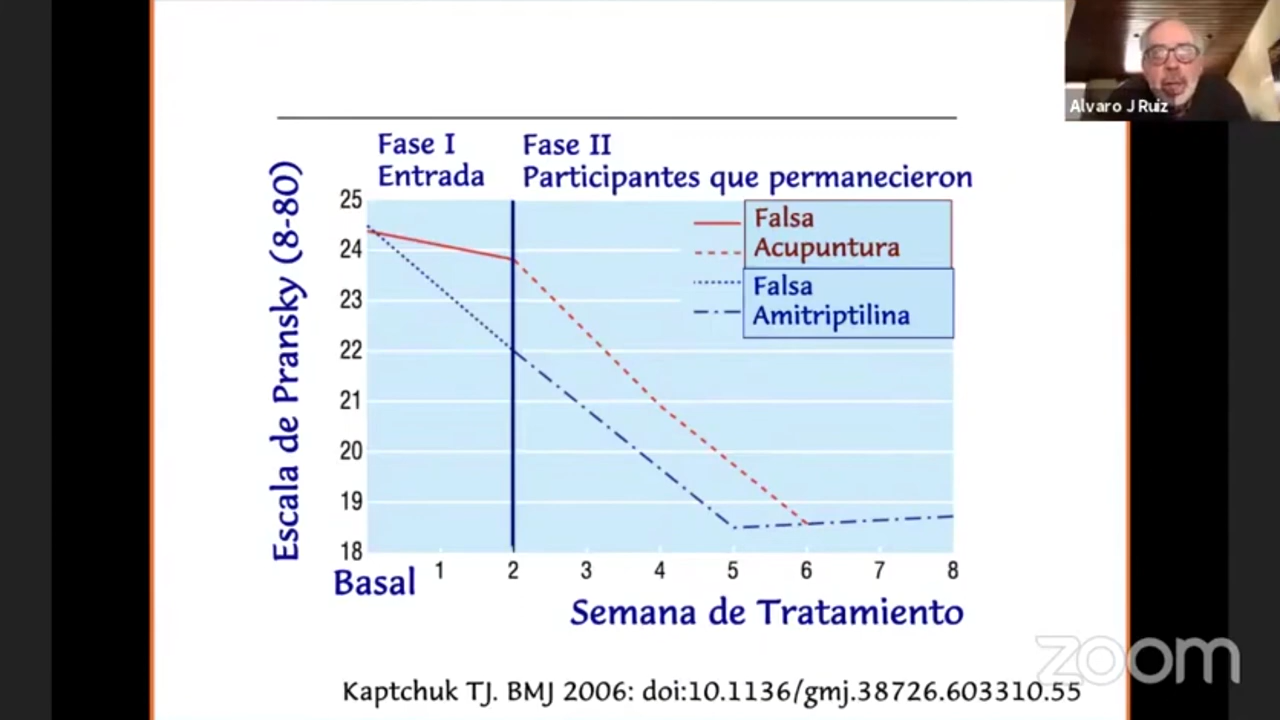 Alvaro J Ruiz
Fase I
Entrada
Fase II
Participantes que permanecieron
Escala de Pransky (8-80)
25
24
23
22
21
20
19
18
Falsa
Acupuntura
Falsa
Amitriptilina
Basal
1 2 3 4 5 6 7 8
Semana de Tratamiento
zoom
Kaptchuk TJ. BMJ 2006: doi:10.1136/gmj.38726.603310.55